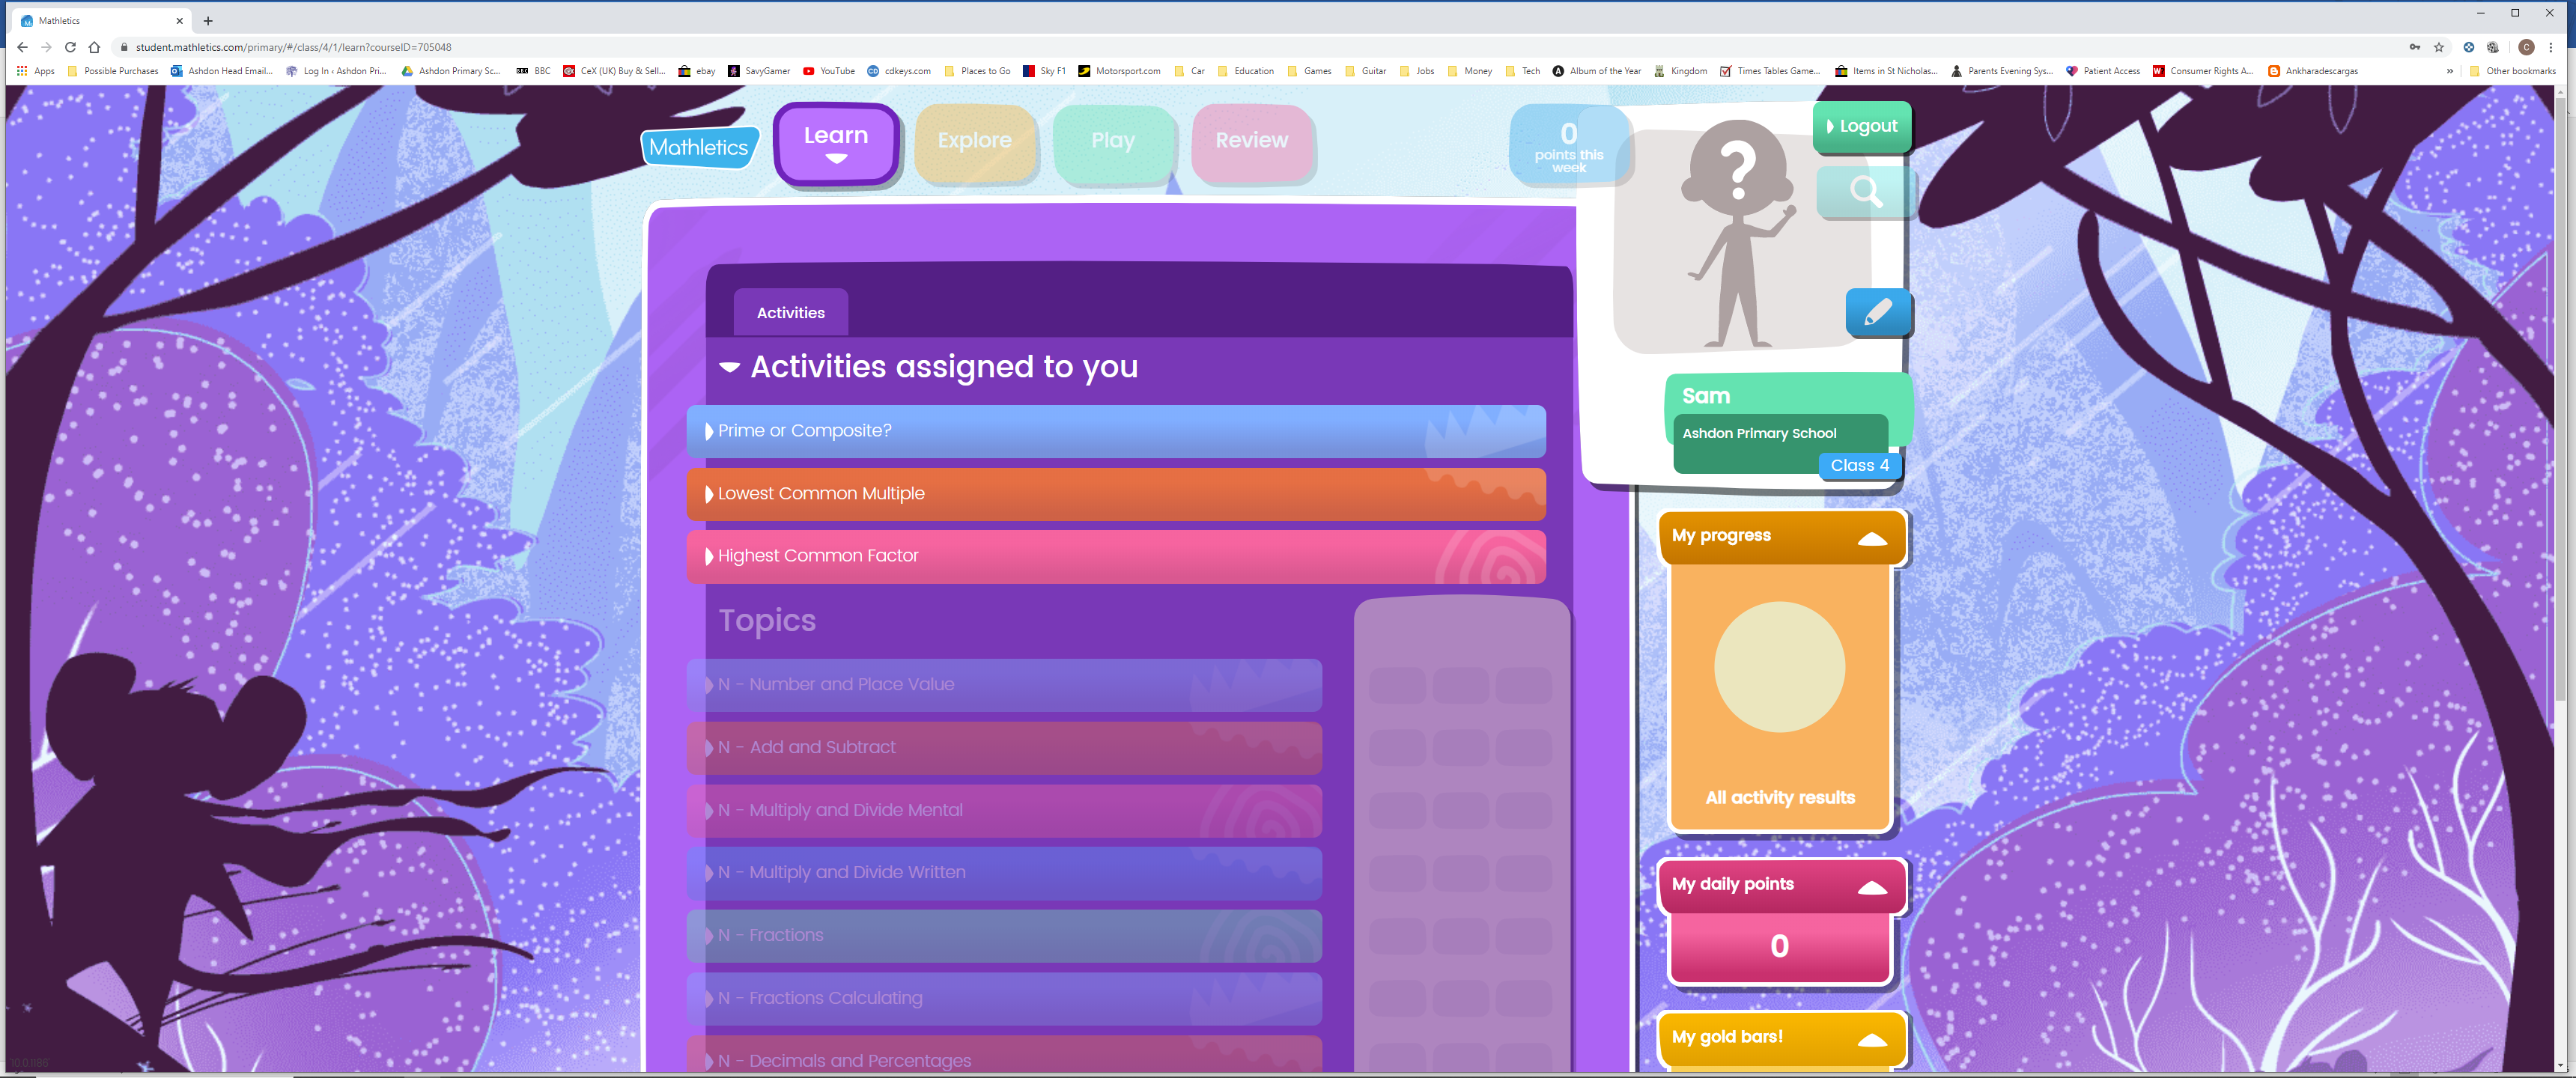 Mathletics
student.mathletics.com/primary/#/class/4/1/learn?courseID=705048
Apps Possible Purchases Ashdon Head Email... Log In ‹ Ashdon Pri... Ashdon Primary Sc... BBC CeX (UK) Buy & Sell... ebay SavyGamer YouTube cdkeys.com Places to Go Sky F1 Motorsport.com Car Education Games Guitar Jobs Money Tech Album of the Year Kingdom Times Tables Game... Items in St Nicholas... Parents Evening Sys... Patient Access Consumer Rights A... Ankharadescargas » Other bookmarks
Mathletics
Learn
Explore
Play
Review
0
points this
week
Logout
Activities
Activities assigned to you
Prime or Composite?
Lowest Common Multiple
Highest Common Factor
Topics
N - Number and Place Value
N - Add and Subtract
N - Multiply and Divide Mental
N - Multiply and Divide Written
N - Fractions
N - Fractions Calculating
N - Decimals and Percentages
?
Sam
Ashdon Primary School
Class 4
My progress
All activity results
My daily points
0
My gold bars!